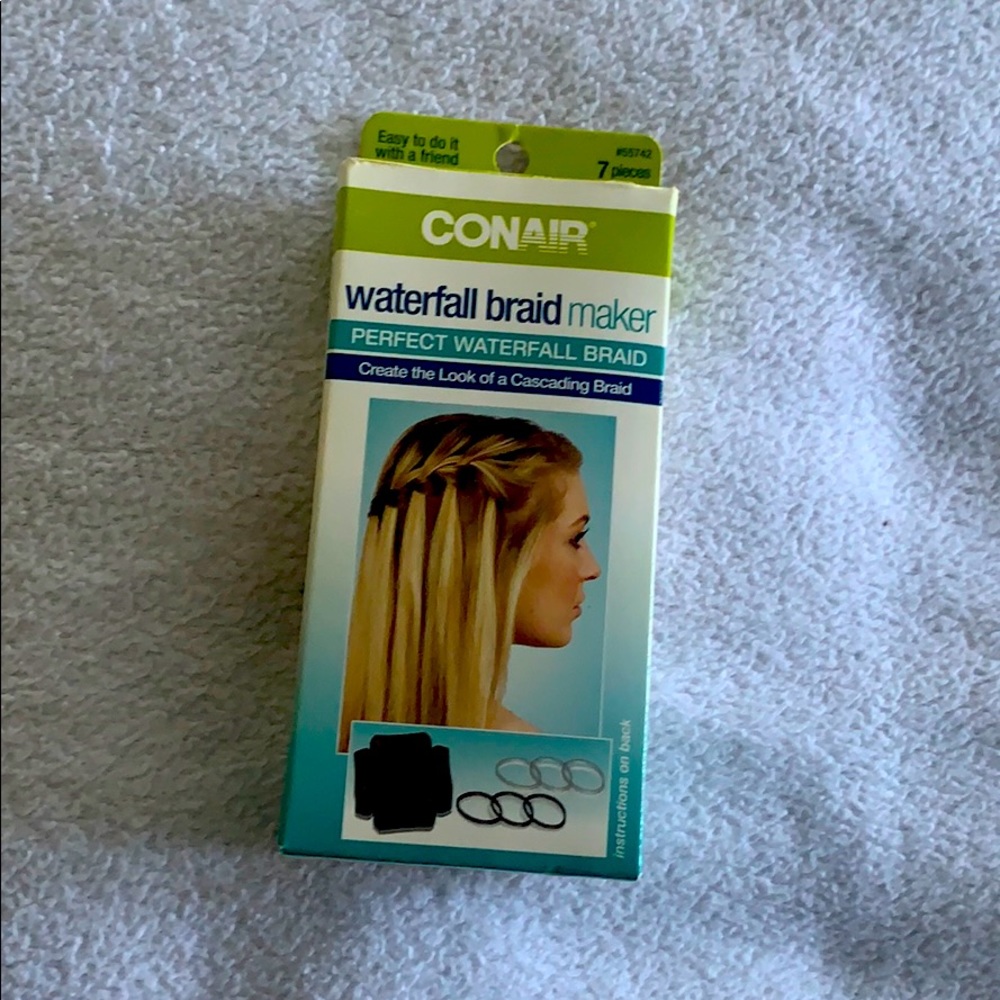 Easy to do it
with a friend
#55742
7 pieces
CONAIR®
waterfall braid maker
PERFECT WATERFALL BRAID
Create the Look of a Cascading Braid
instructions on back